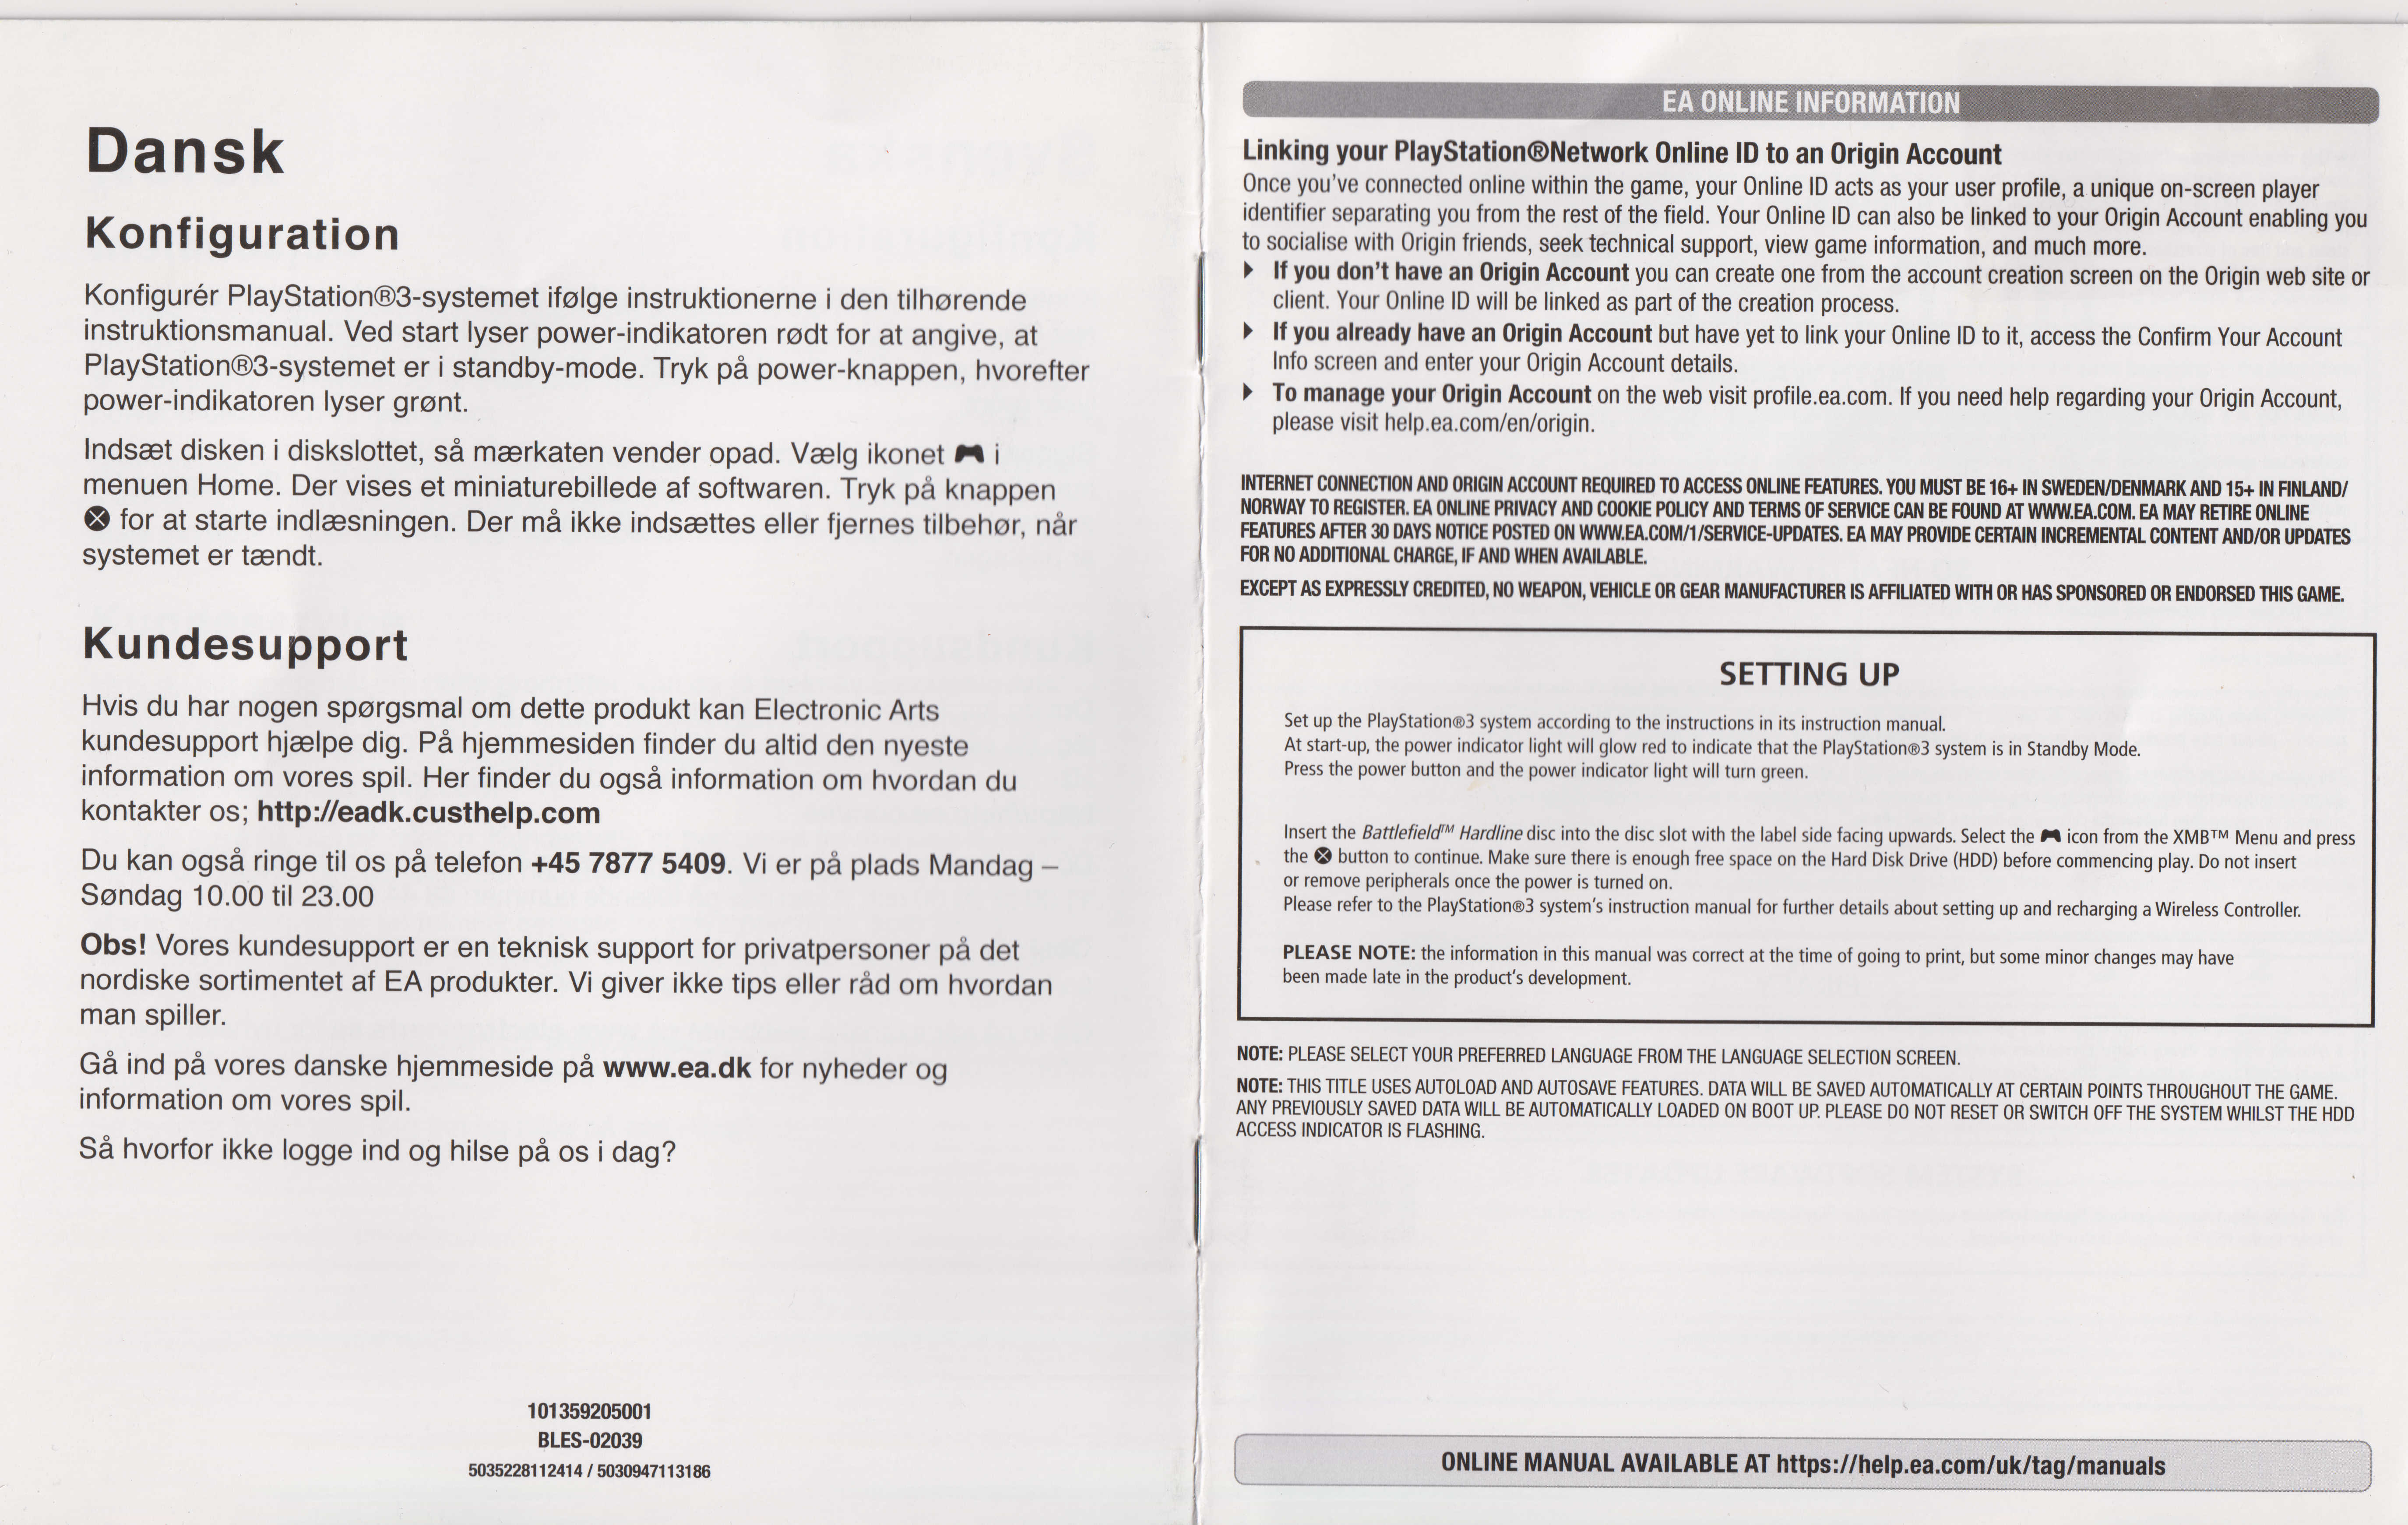 Dansk
Konfiguration
Konfigurér PlayStation®3-systemet ifølge instruktionerne i den tilhørende
instruktionsmanual. Ved start lyser power-indikatoren rødt for at angive, at
PlayStation®3-systemet er i standby-mode. Tryk på power-knappen, hvorefter
power-indikatoren lyser grønt.
Indsæt disken i diskslottet, så mærkaten vender opad. Vælg ikonet i
menuen Home. Der vises et miniaturebillede af softwaren. Tryk på knappen
for at starte indlæsningen. Der må ikke indsættes eller fjernes tilbehør, når
systemet er tændt.
Kundesupport
Hvis du har nogen spørgsmal om dette produkt kan Electronic Arts
kundesupport hjælpe dig. På hjemmesiden finder du altid den nyeste
information om vores spil. Her finder du også information om hvordan du
kontakter os; http://eadk.custhelp.com
Du kan også ringe til os på telefon +45 7877 5409. Vi er på plads Mandag –
Søndag 10.00 til 23.00
Obs! Vores kundesupport er en teknisk support for privatpersoner på det
nordiske sortimentet af EA produkter. Vi giver ikke tips eller råd om hvordan
man spiller.
Gå ind på vores danske hjemmeside på www.ea.dk for nyheder og
information om vores spil.
Så hvorfor ikke logge ind og hilse på os i dag?
101359205001
BLES-02039
5035228112414 / 5030947113186
EA ONLINE INFORMATION
Linking your PlayStation®Network Online ID to an Origin Account
Once you've connected online within the game, your Online ID acts as your user profile, a unique on-screen player
identifier separating you from the rest of the field. Your Online ID can also be linked to your Origin Account enabling you
to socialise with Origin friends, seek technical support, view game information, and much more.
If you don't have an Origin Account you can create one from the account creation screen on the Origin web site or
client. Your Online ID will be linked as part of the creation process.
If you already have an Origin Account but have yet to link your Online ID to it, access the Confirm Your Account
Info screen and enter your Origin Account details.
To manage your Origin Account on the web visit profile.ea.com. If you need help regarding your Origin Account,
please visit help.ea.com/en/origin.
INTERNET CONNECTION AND ORIGIN ACCOUNT REQUIRED TO ACCESS ONLINE FEATURES. YOU MUST BE 16+ IN SWEDEN/DENMARK AND 15+ IN FINLAND/
NORWAY TO REGISTER. EA ONLINE PRIVACY AND COOKIE POLICY AND TERMS OF SERVICE CAN BE FOUND AT WWW.EA.COM. EA MAY RETIRE ONLINE
FEATURES AFTER 30 DAYS NOTICE POSTED ON WWW.EA.COM/1/SERVICE-UPDATES. EA MAY PROVIDE CERTAIN INCREMENTAL CONTENT AND/OR UPDATES
FOR NO ADDITIONAL CHARGE, IF AND WHEN AVAILABLE.
EXCEPT AS EXPRESSLY CREDITED, NO WEAPON, VEHICLE OR GEAR MANUFACTURER IS AFFILIATED WITH OR HAS SPONSORED OR ENDORSED THIS GAME.
SETTING UP
Set up the PlayStation®3 system according to the instructions in its instruction manual.
At start-up, the power indicator light will glow red to indicate that the PlayStation®3 system is in Standby Mode.
Press the power button and the power indicator light will turn green.
Insert the Battlefield™ Hardline disc into the disc slot with the label side facing upwards. Select the icon from the XMB™ Menu and press
the button to continue. Make sure there is enough free space on the Hard Disk Drive (HDD) before commencing play. Do not insert
or remove peripherals once the power is turned on.
Please refer to the PlayStation®3 system's instruction manual for further details about setting up and recharging a Wireless Controller.
PLEASE NOTE: the information in this manual was correct at the time of going to print, but some minor changes may have
been made late in the product's development.
NOTE: PLEASE SELECT YOUR PREFERRED LANGUAGE FROM THE LANGUAGE SELECTION SCREEN.
NOTE: THIS TITLE USES AUTOLOAD AND AUTOSAVE FEATURES. DATA WILL BE SAVED AUTOMATICALLY AT CERTAIN POINTS THROUGHOUT THE GAME.
ANY PREVIOUSLY SAVED DATA WILL BE AUTOMATICALLY LOADED ON BOOT UP. PLEASE DO NOT RESET OR SWITCH OFF THE SYSTEM WHILST THE HDD
ACCESS INDICATOR IS FLASHING.
ONLINE MANUAL AVAILABLE AT https://help.ea.com/uk/tag/manuals